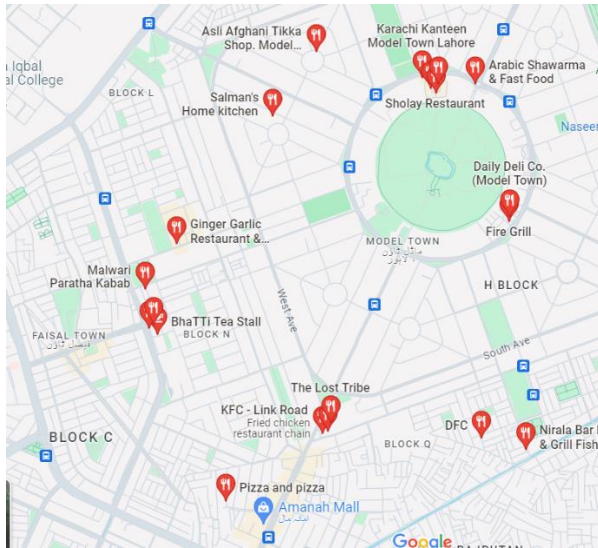 Asli Afghani Tikka
Shop. Model...
Karachi Kanteen
Model Town Lahore
a Iqbal
al College
Arabic Shawarma
& Fast Food
BLOCK L
Salman's
Home kitchen
Sholay Restaurant
Naseer
Daily Deli Co.
(Model Town)
Ginger Garlic
Restaurant &...
Fire Grill
MODEL TOWN
ماڈل ٹاؤن
لاہور
Malwari
Paratha Kabab
H BLOCK
West Ave
BhaTTi Tea Stall
FAISAL TOWN
فیصل ٹاؤن
BLOCK N
South Ave
The Lost Tribe
KFC - Link Road
Fried chicken
restaurant chain
DFC
Nirala Bar
& Grill Fish
BLOCK C
BLOCK Q
Pizza and pizza
Amanah Mall
امانہ مال
Google